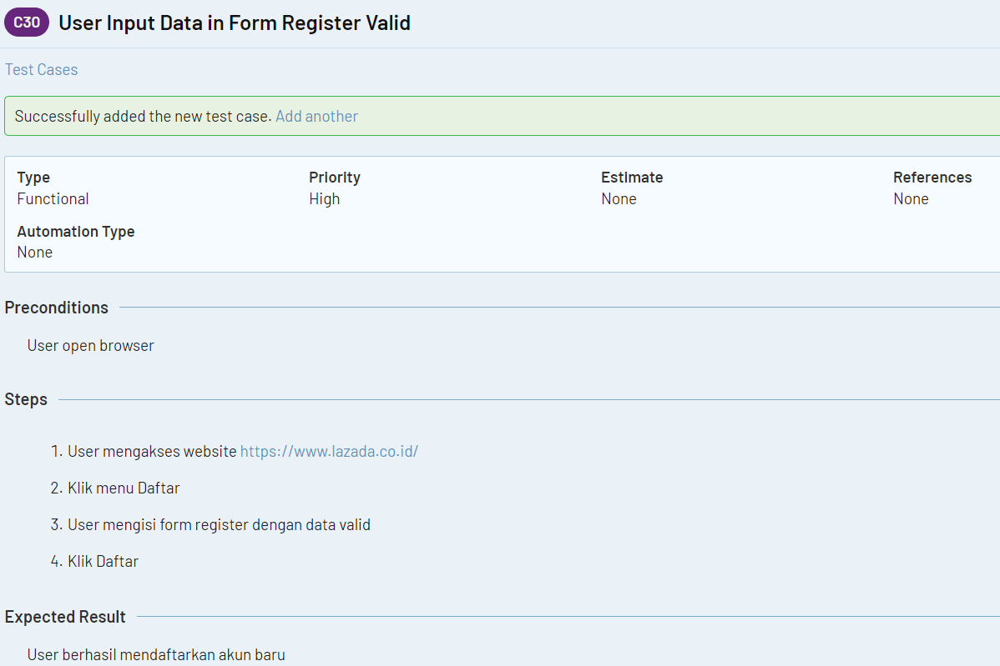 C30 User Input Data in Form Register Valid
Test Cases
Successfully added the new test case. Add another
Type Priority Estimate References
Functional High None None
Automation Type
None
Preconditions
User open browser
Steps
1. User mengakses website https://www.lazada.co.id/
2. Klik menu Daftar
3. User mengisi form register dengan data valid
4. Klik Daftar
Expected Result
User berhasil mendaftarkan akun baru